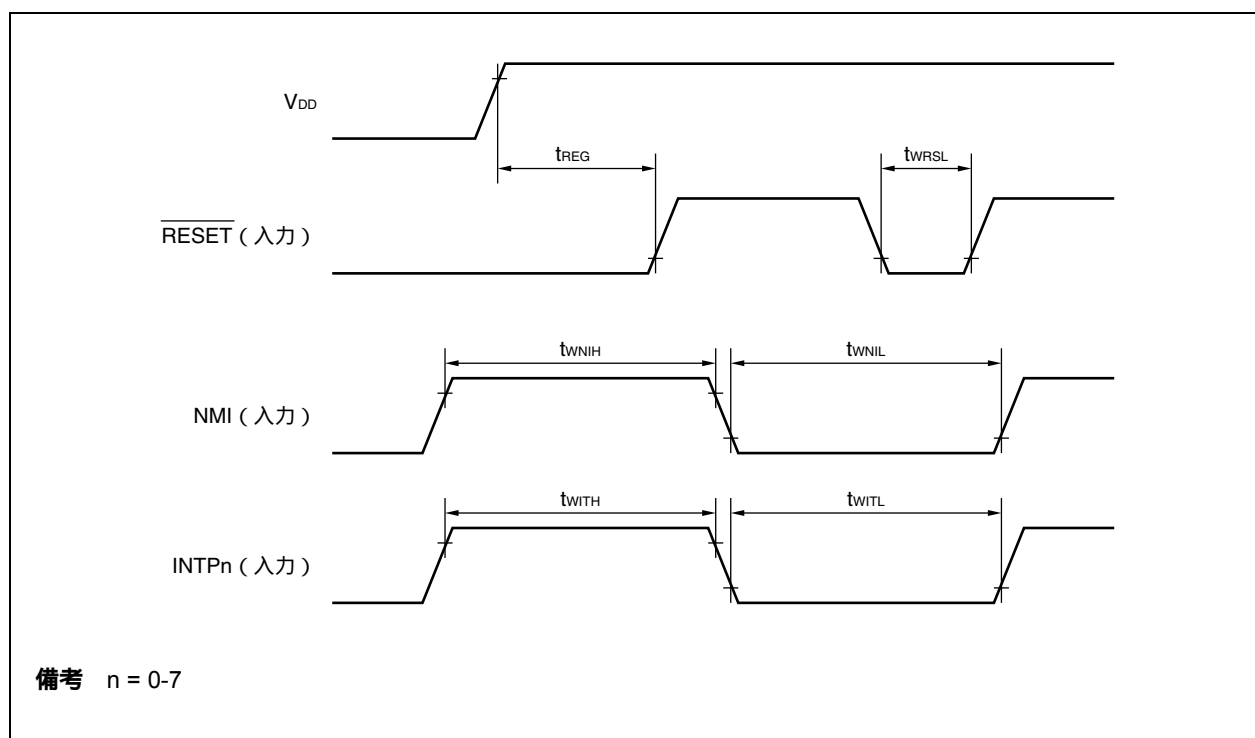 VDD
tREG
tWRSL
RESET（入力）
tWNIH
tWNIL
NMI（入力）
tWITH
tWITL
INTPn（入力）
備考 n = 0-7